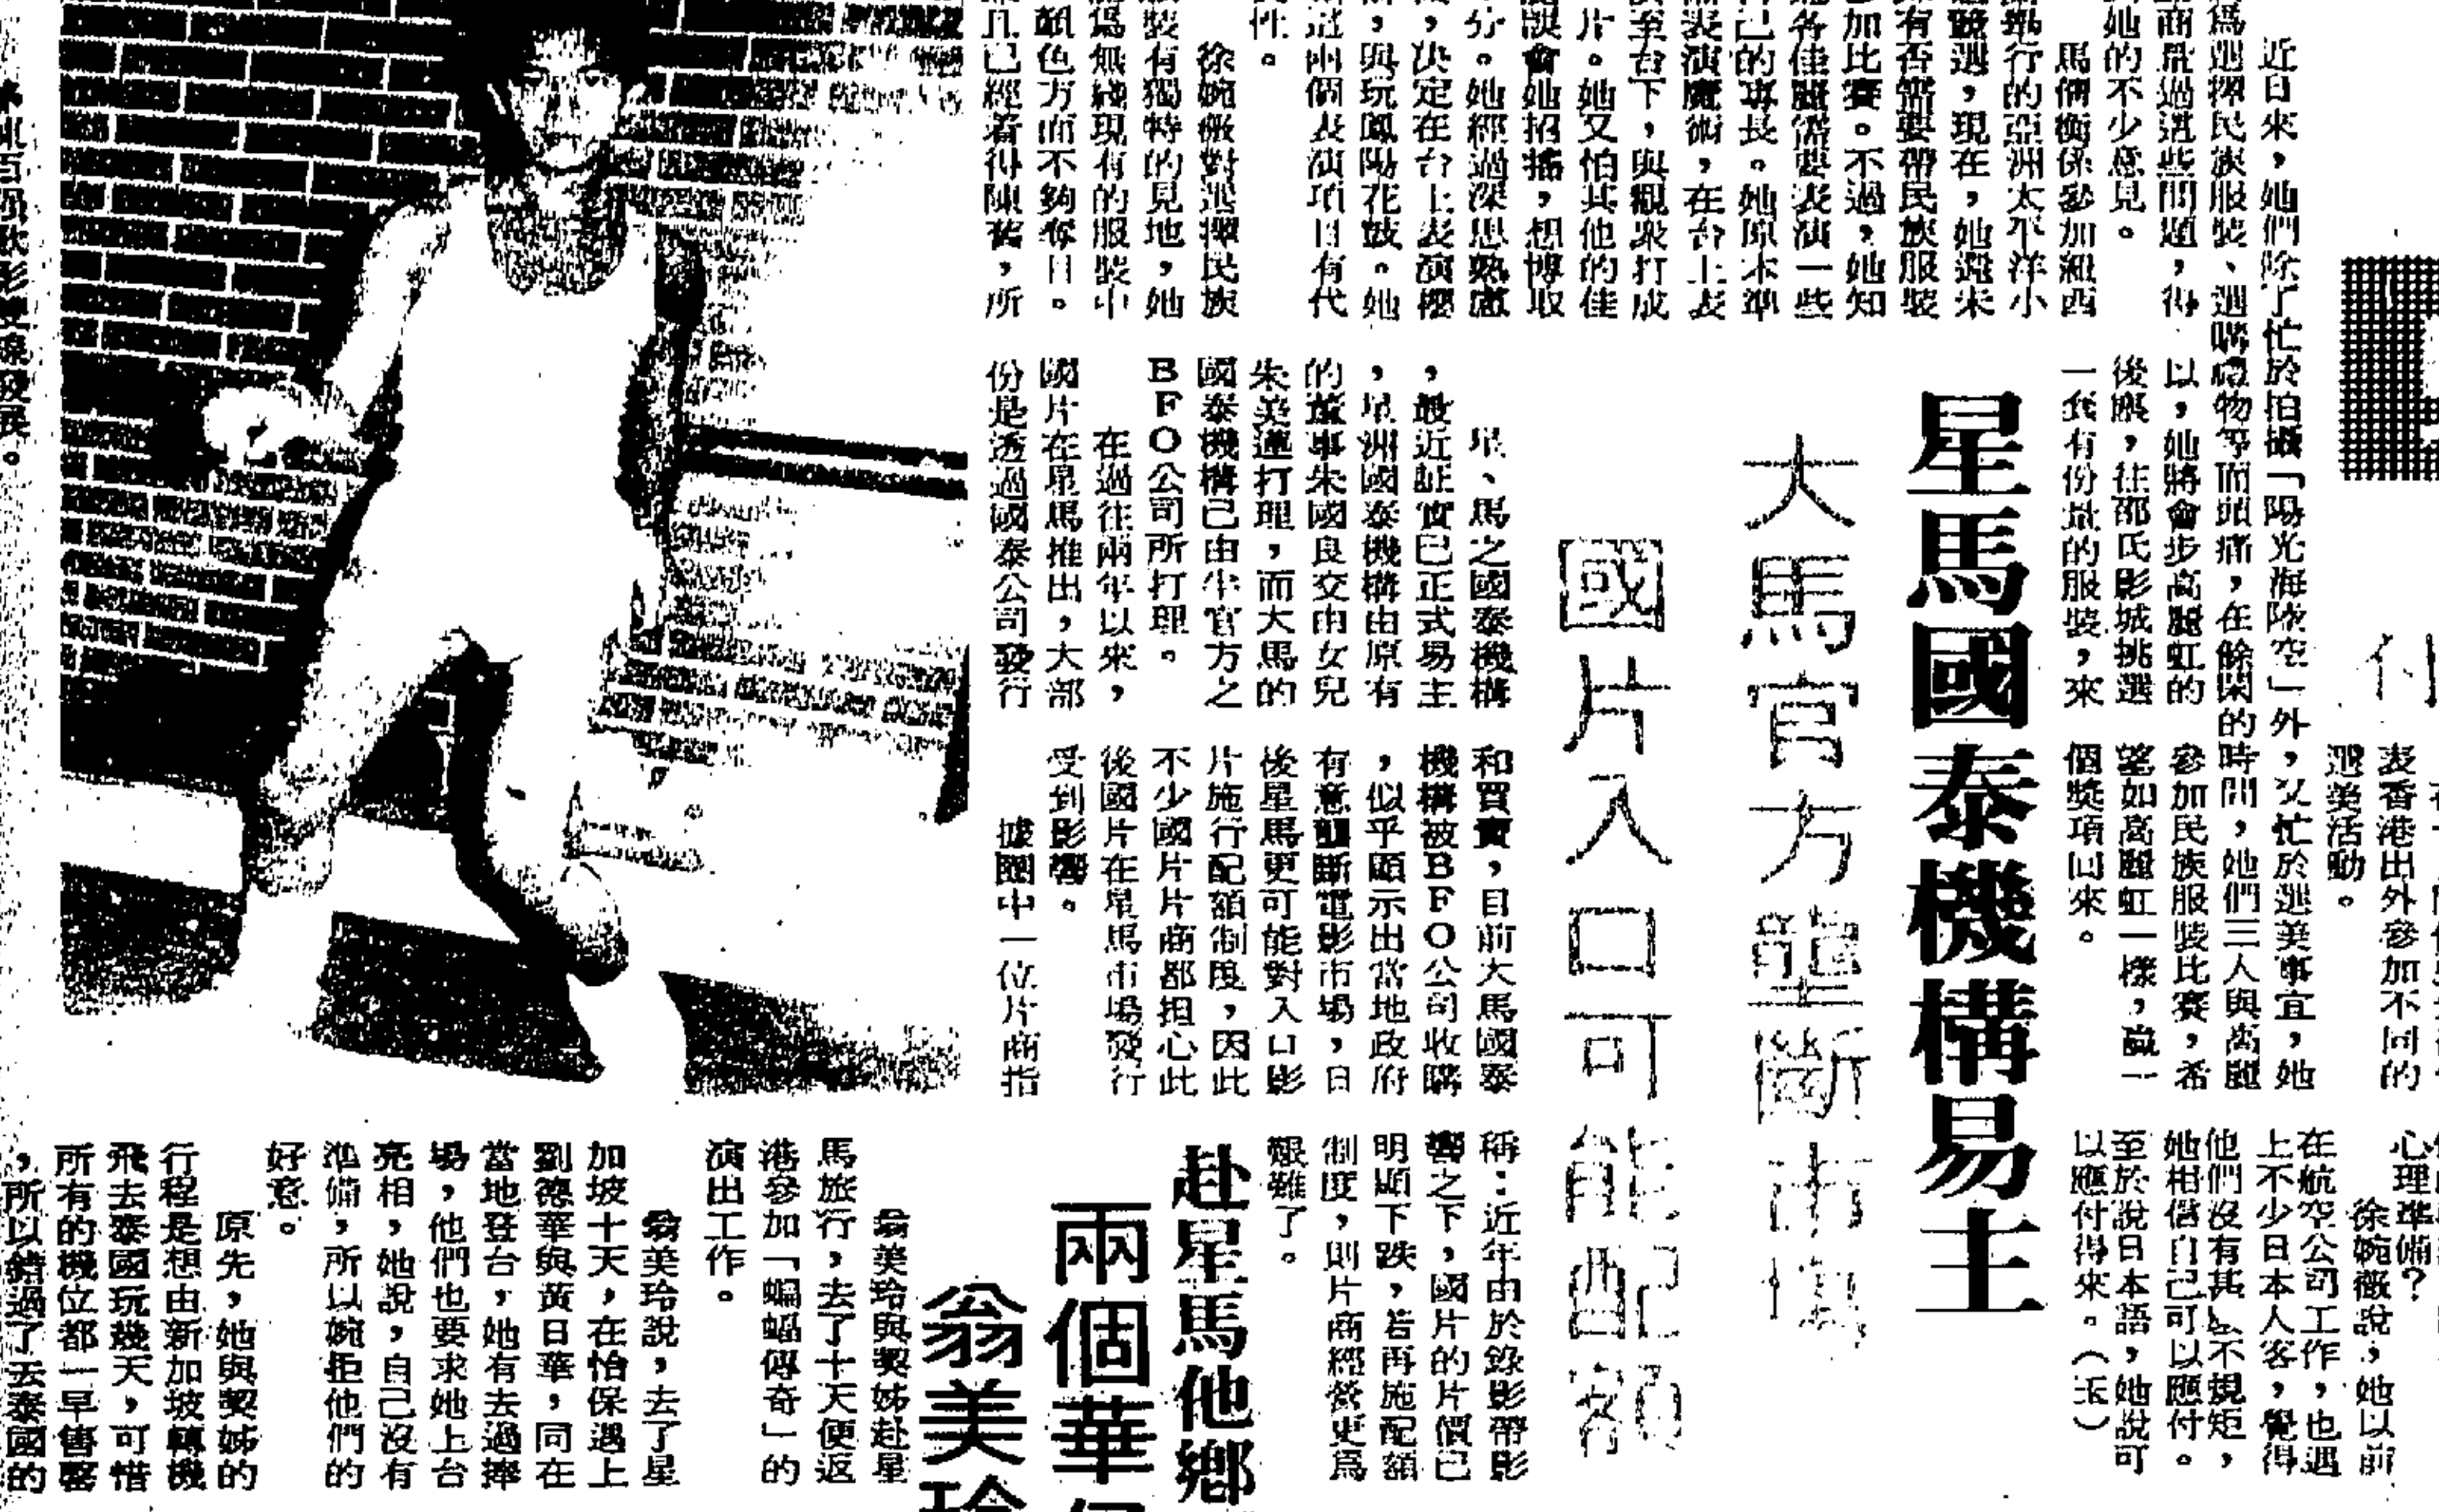 近日來，她們除了忙於拍攝「陽光海陸空」外，又忙於選美事宜，她
爲選擇民族服裝、選購禮物等而頭痛，在餘閑的時間，她們三人與高麗
商量過這些問題，得
她的不少意見。
馬倩衡係參加紐西
舉行的亞洲太平洋小
競選，現在，她還未
有否需要帶民族服裝
參加比賽。不過，她知
各佳麗需要表演一些
己的專長。她原本準
表演魔術，在台上表
至台下，與觀衆打成
片。她又怕其他的佳
誤會她招搖，想博取
分。她經過深思熟慮
，決定在台上表演櫻
，與玩鳳陽花鼓。她
這兩個表演項目有代
性。
徐婉薇對選擇民族
裝有獨特的見地，她
爲無綫現有的服裝中
顏色方面不夠奪目。
且已經着得陳舊，所
以，她將會步高麗虹的
後塵，往邵氏影城挑選
一套有份量的服裝，來
參加民族服裝比賽，希
望如高麗虹一樣，贏一
個獎項回來。
表香港出外參加不同的
選美活動。
心理準備？
徐婉薇說，她以前
在航空公司工作，也遇
上不少日本人客，覺得
他們沒有甚麽不規矩，
她相信自己可以應付。
至於說日本語，她說可
以應付得來。（玉）
星馬國泰機構易主
大馬官方壟斷市塲
國片入口可能配額
星、馬之國泰機構
，最近証實已正式易主
，星洲國泰機構由原有
的董事朱國良交由女兒
朱美蓮打理，而大馬的
國泰機構已由半官方之
ＢＦＯ公司所打理。
在過往兩年以來，
國片在星馬推出，大部
份是透過國泰公司發行
和買賣，目前大馬國泰
機構被ＢＦＯ公司收購
，似乎顯示出當地政府
有意壟斷電影市場，日
後星馬更可能對入口影
片施行配額制度，因此
不少國片片商都担心此
後國片在星馬市場發行
受到影響。
據圈中一位片商指
稱：近年由於錄影帶影
響之下，國片的片價已
明顯下跌，若再施配額
制度，則片商經營更爲
艱難了。
赴星馬他鄉
兩個華
翁美玲
翁美玲與契姊赴星
馬旅行，去了十天便返
港參加「蝙蝠傳奇」的
演出工作。
翁美玲說，去了星
加坡十天，在怡保遇上
劉德華與黃日華，同在
當地登台，她有去過捧
場，他們也要求她上台
亮相，她說，自己沒有
準備，所以婉拒他們的
好意。
原先，她與契姊的
行程是想由新加坡轉機
飛去泰國玩幾天，可惜
所有的機位都一早售罄
，所以錯過了去泰國的
發展。